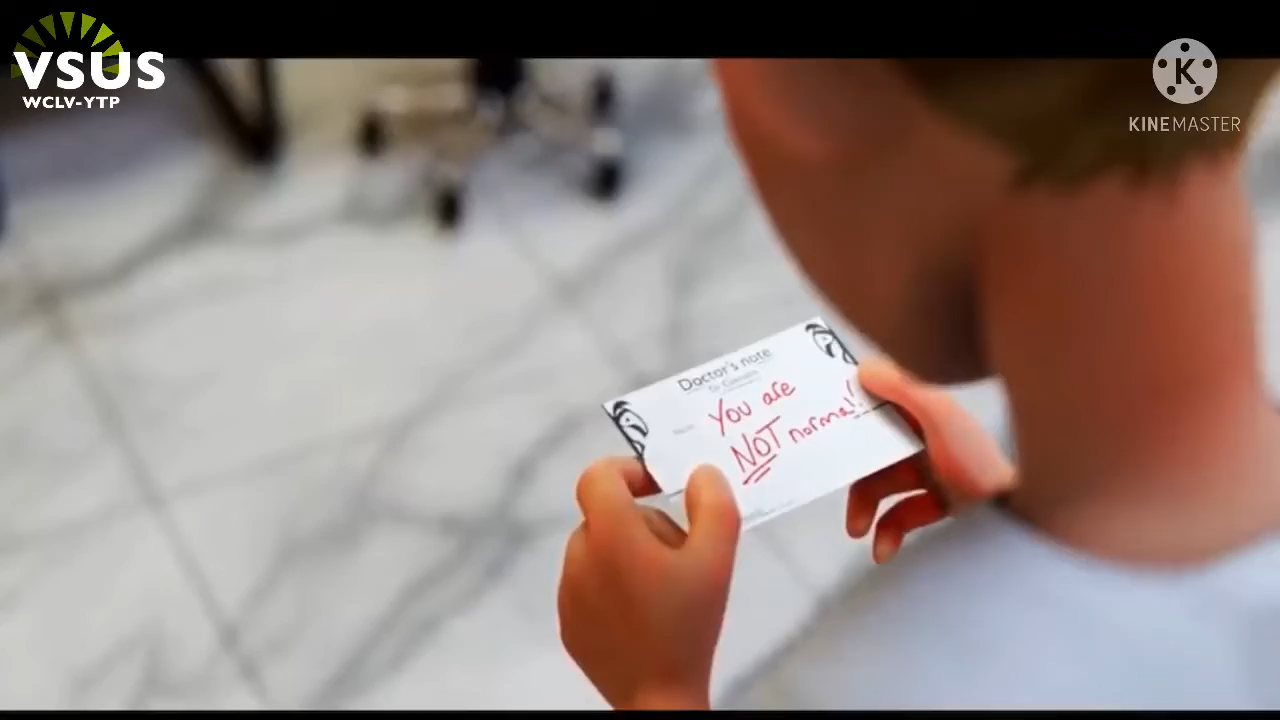 VSUS
WCLV-YTP
KINEMASTER
Doctor's note
You are
NOT normal!